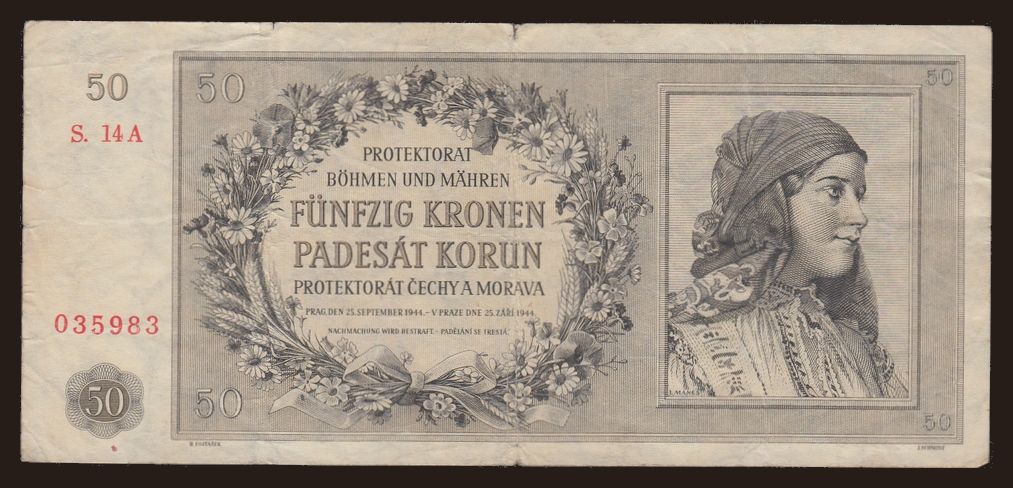 50
S. 14A
50
50
PROTEKTORAT
BÖHMEN UND MÄHREN
FÜNFZIG KRONEN
PADESÁT KORUN
PROTEKTORÁT ČECHY A MORAVA
PRAG, DEN 25. SEPTEMBER 1944. - V PRAZE DNE 25. ZÁŘÍ 1944.
NACHMACHUNG WIRD BESTRAFT. - PADĚLÁNÍ SE TRESTÁ.
035983
50
50
50